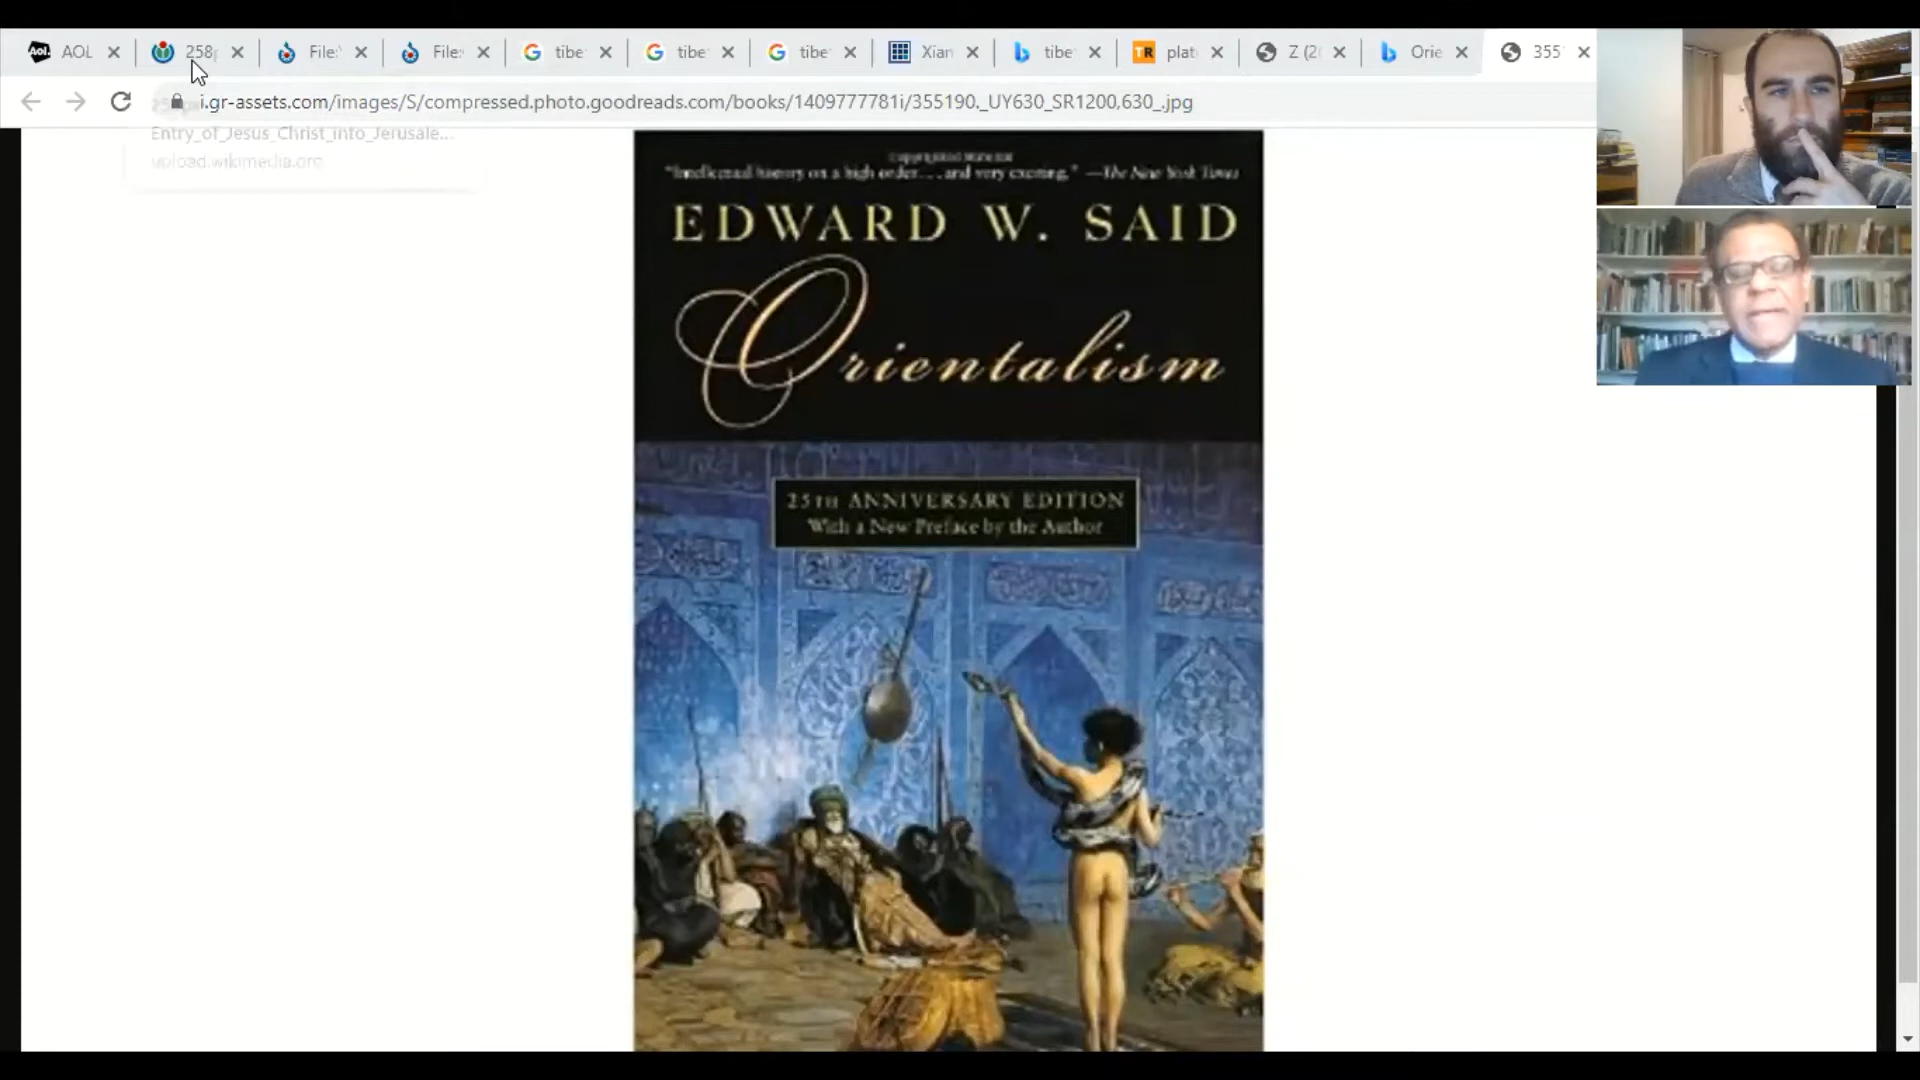 AOL
258
File:
File:
tibe
tibe
tibe
Xian
tibe
plat
Z (2
Orie
355
i.gr-assets.com/images/S/compressed.photo.goodreads.com/books/1409777781i/355190._UY630_SR1200,630_.jpg
Entry_of_Jesus_Christ_into_Jerusale...
upload.wikimedia.org
"Intellectual history on a high order . . . and very exciting." —The New York Times
EDWARD W. SAID
Orientalism
25TH ANNIVERSARY EDITION
With a New Preface by the Author